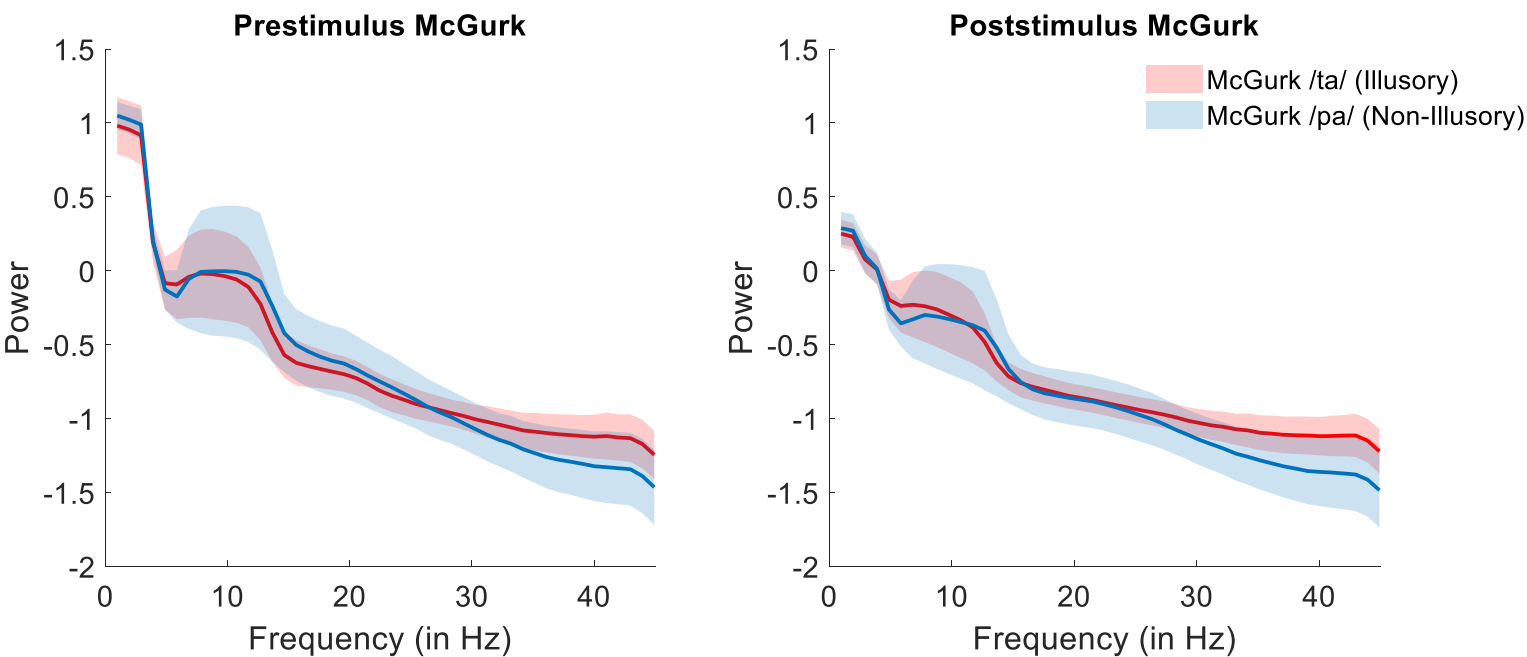 Prestimulus McGurk
1.5
1
0.5
0
-0.5
-1
-1.5
-2
Power
0 10 20 30 40
Frequency (in Hz)
Poststimulus McGurk
McGurk /ta/ (Illusory)
McGurk /pa/ (Non-Illusory)
1.5
1
0.5
0
-0.5
-1
-1.5
-2
Power
0 10 20 30 40
Frequency (in Hz)